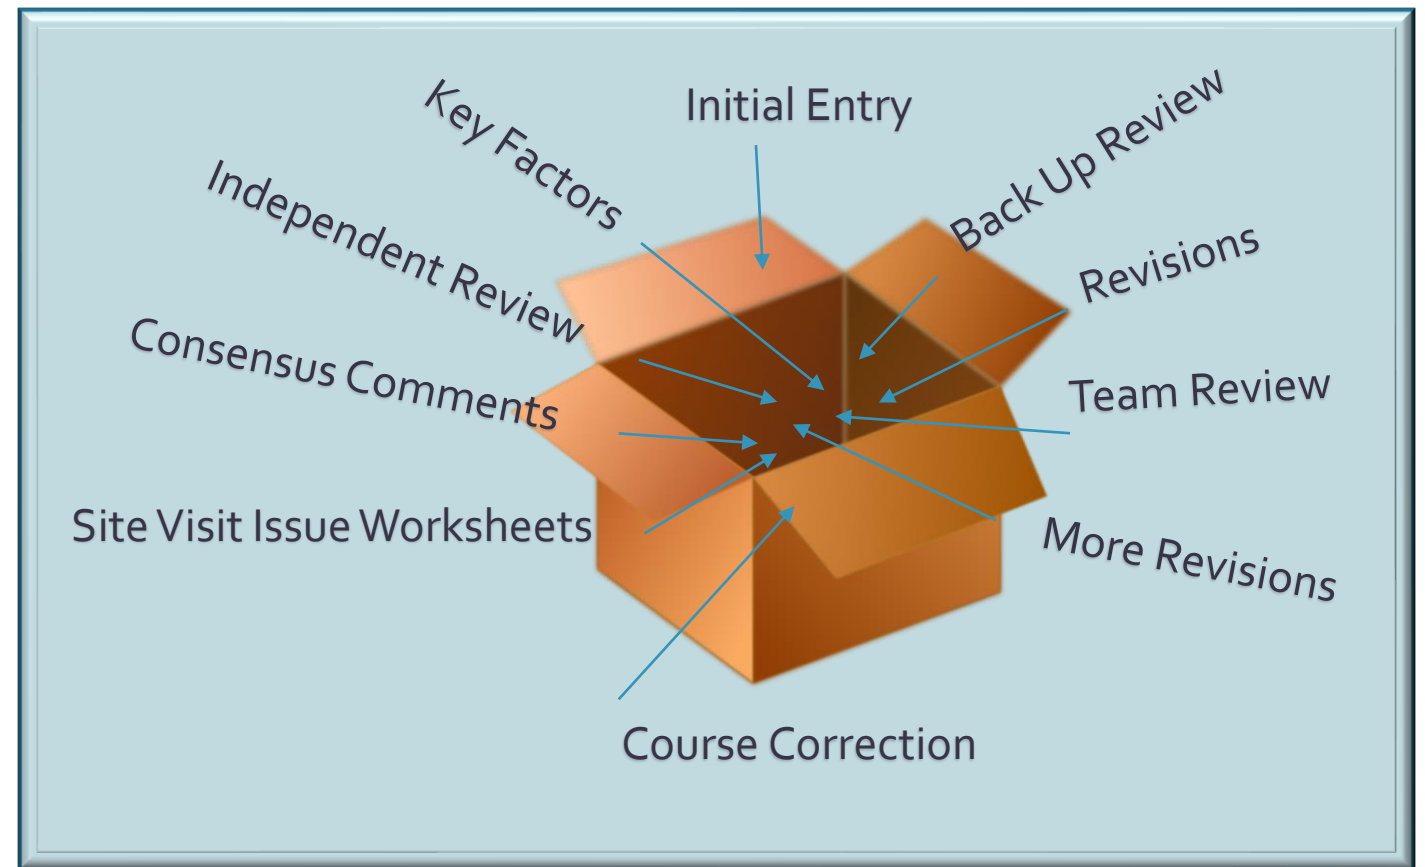 Initial Entry
Key Factors
Back Up Review
Independent Review
Revisions
Consensus Comments
Team Review
Site Visit Issue Worksheets
More Revisions
Course Correction